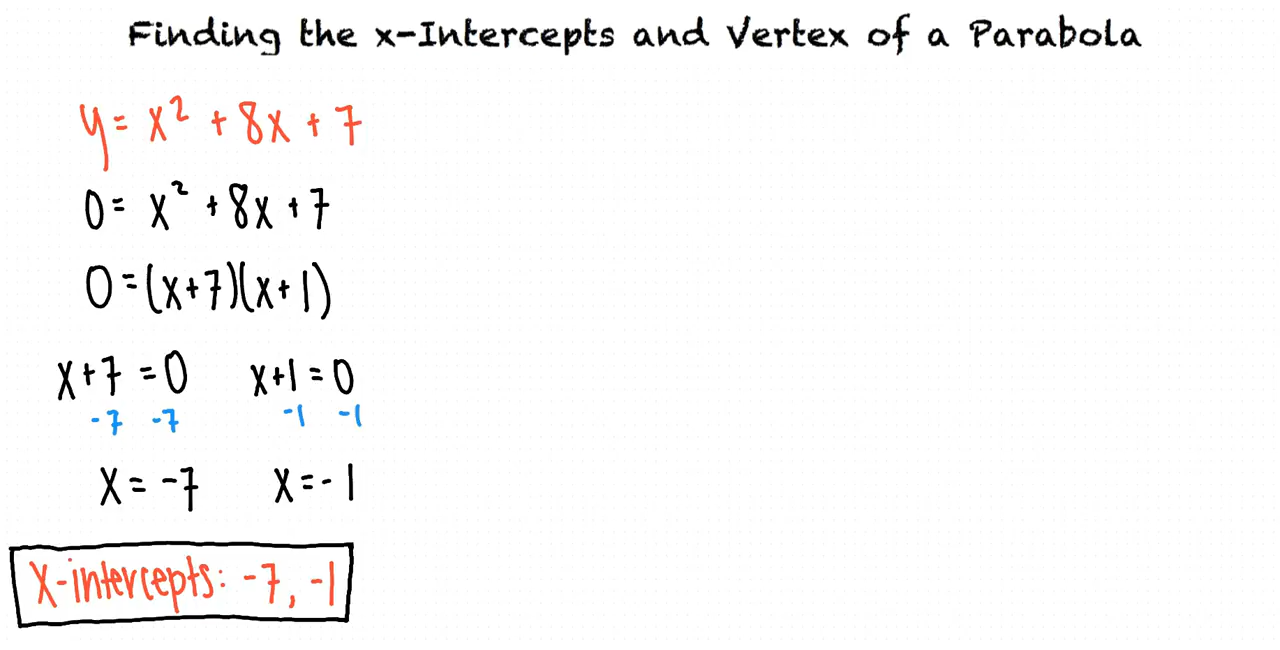 Finding the x-Intercepts and Vertex of a Parabola
y = x² + 8x + 7
0 = x² + 8x + 7
0 = (x+7)(x+1)
x+7 = 0 x+1 = 0
-7 -7 -1 -1
x = -7 x = -1
x-intercepts: -7, -1